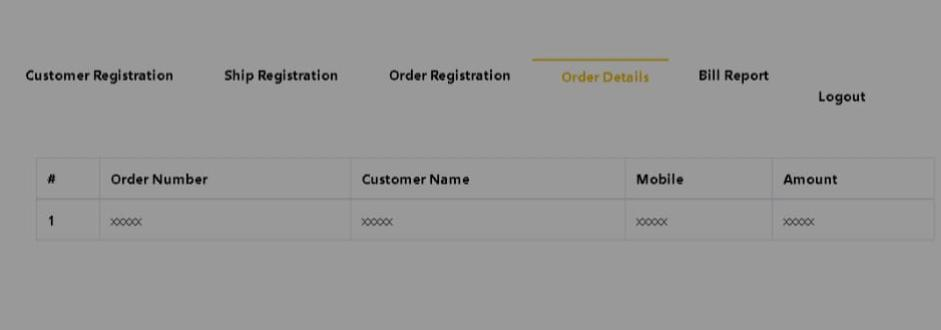 Customer Registration Ship Registration Order Registration Order Details Bill Report
Logout
# Order Number Customer Name Mobile Amount
1 xxxxx xxxxx xxxxx xxxxx